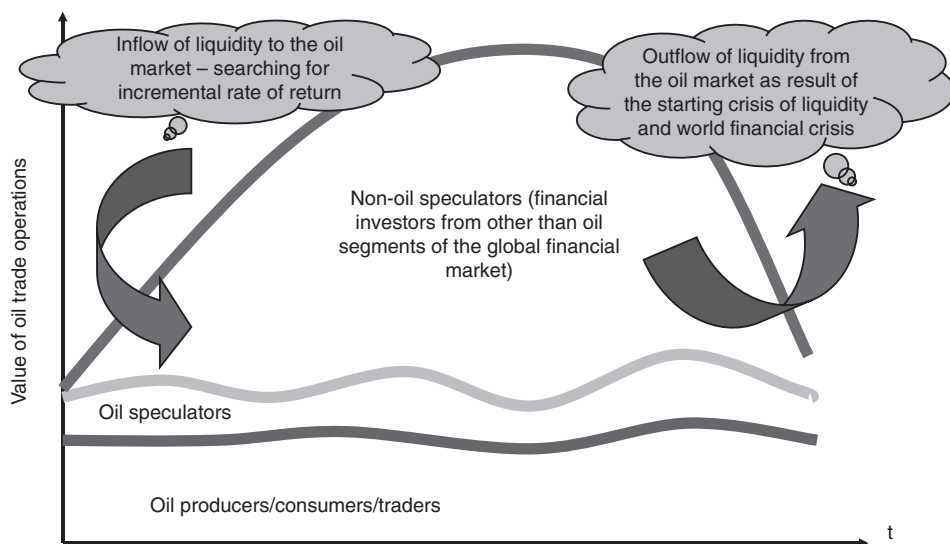 Inflow of liquidity to the oil
market – searching for
incremental rate of return
Outflow of liquidity from
the oil market as result of
the starting crisis of liquidity
and world financial crisis
Non-oil speculators (financial
investors from other than oil
segments of the global financial
market)
Value of oil trade operations
Oil speculators
Oil producers/consumers/traders
t